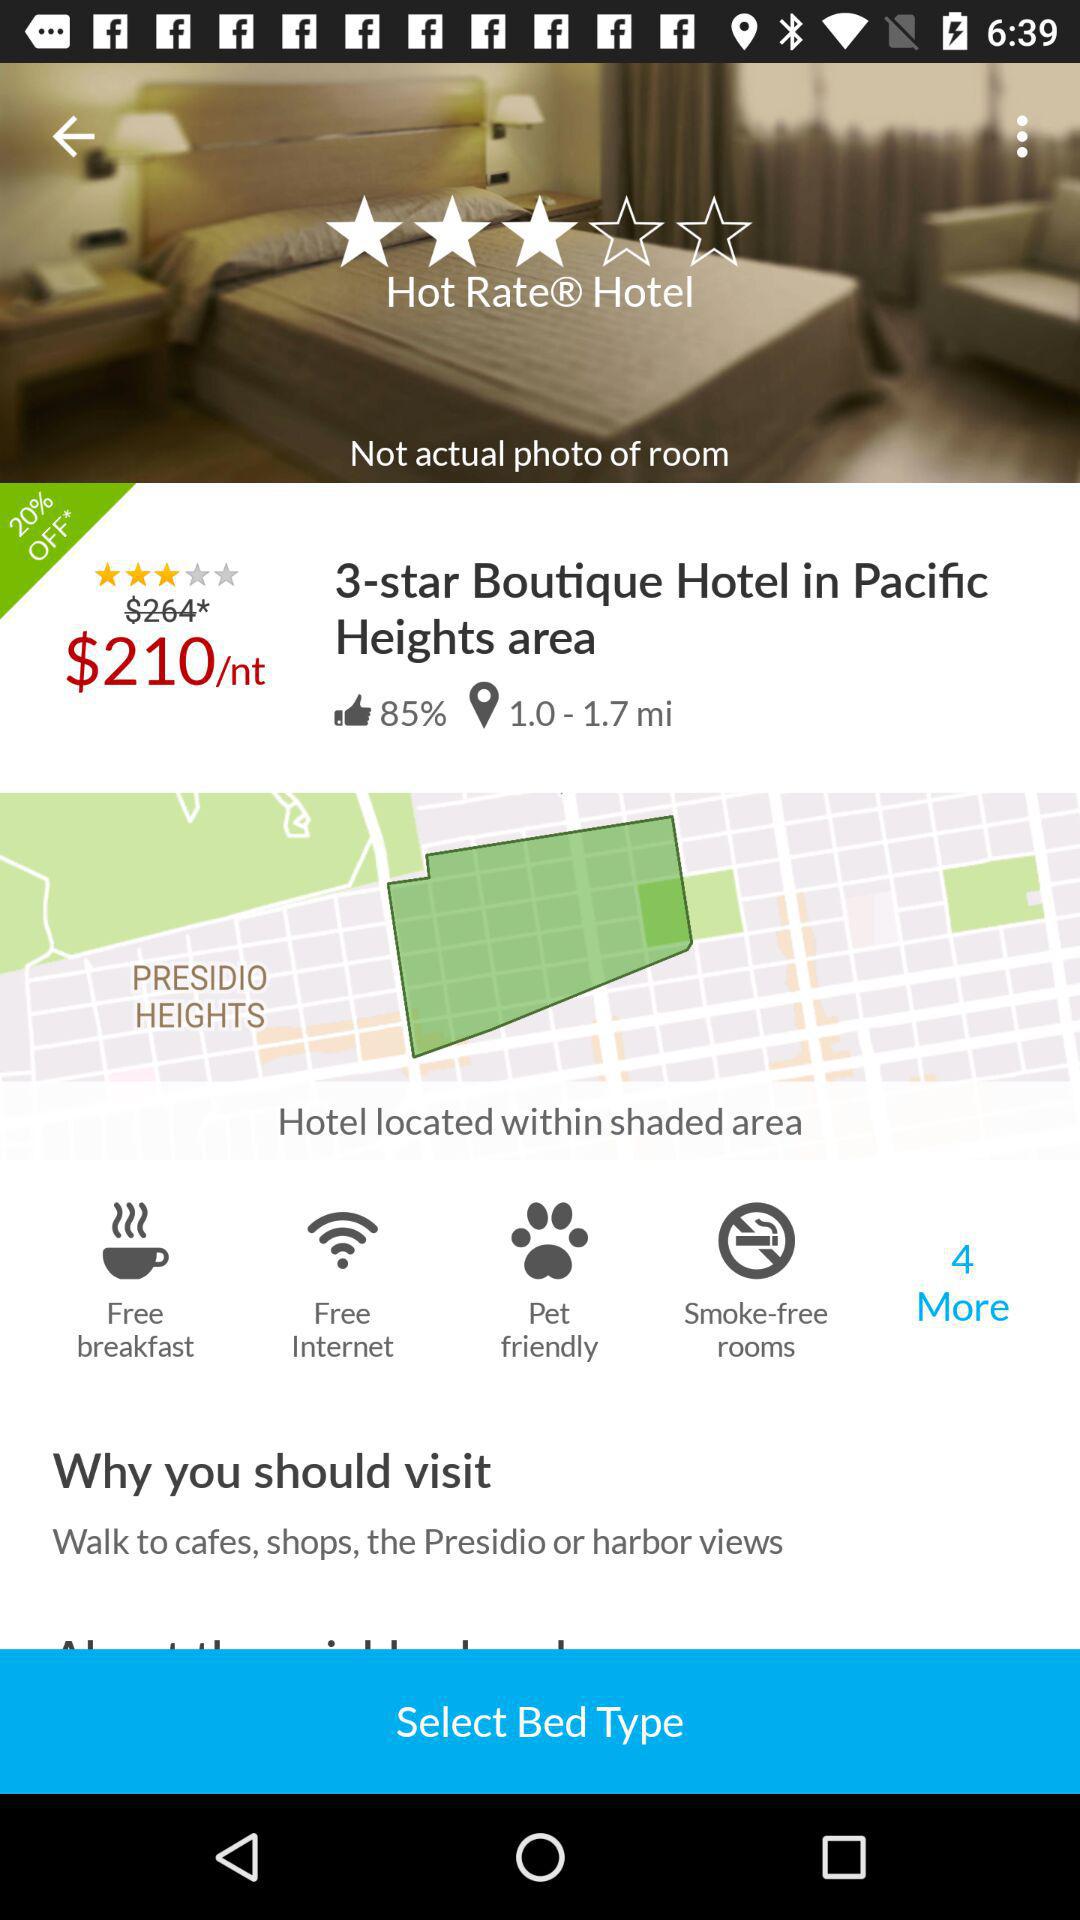 6:39
Hot Rate® Hotel
Not actual photo of room
20%
OFF*
$264*
$210/nt
3-star Boutique Hotel in Pacific
Heights area
85% 1.0 - 1.7 mi
PRESIDIO
HEIGHTS
Hotel located within shaded area
Free
breakfast
Free
Internet
Pet
friendly
Smoke-free
rooms
4
More
Why you should visit
Walk to cafes, shops, the Presidio or harbor views
Select Bed Type